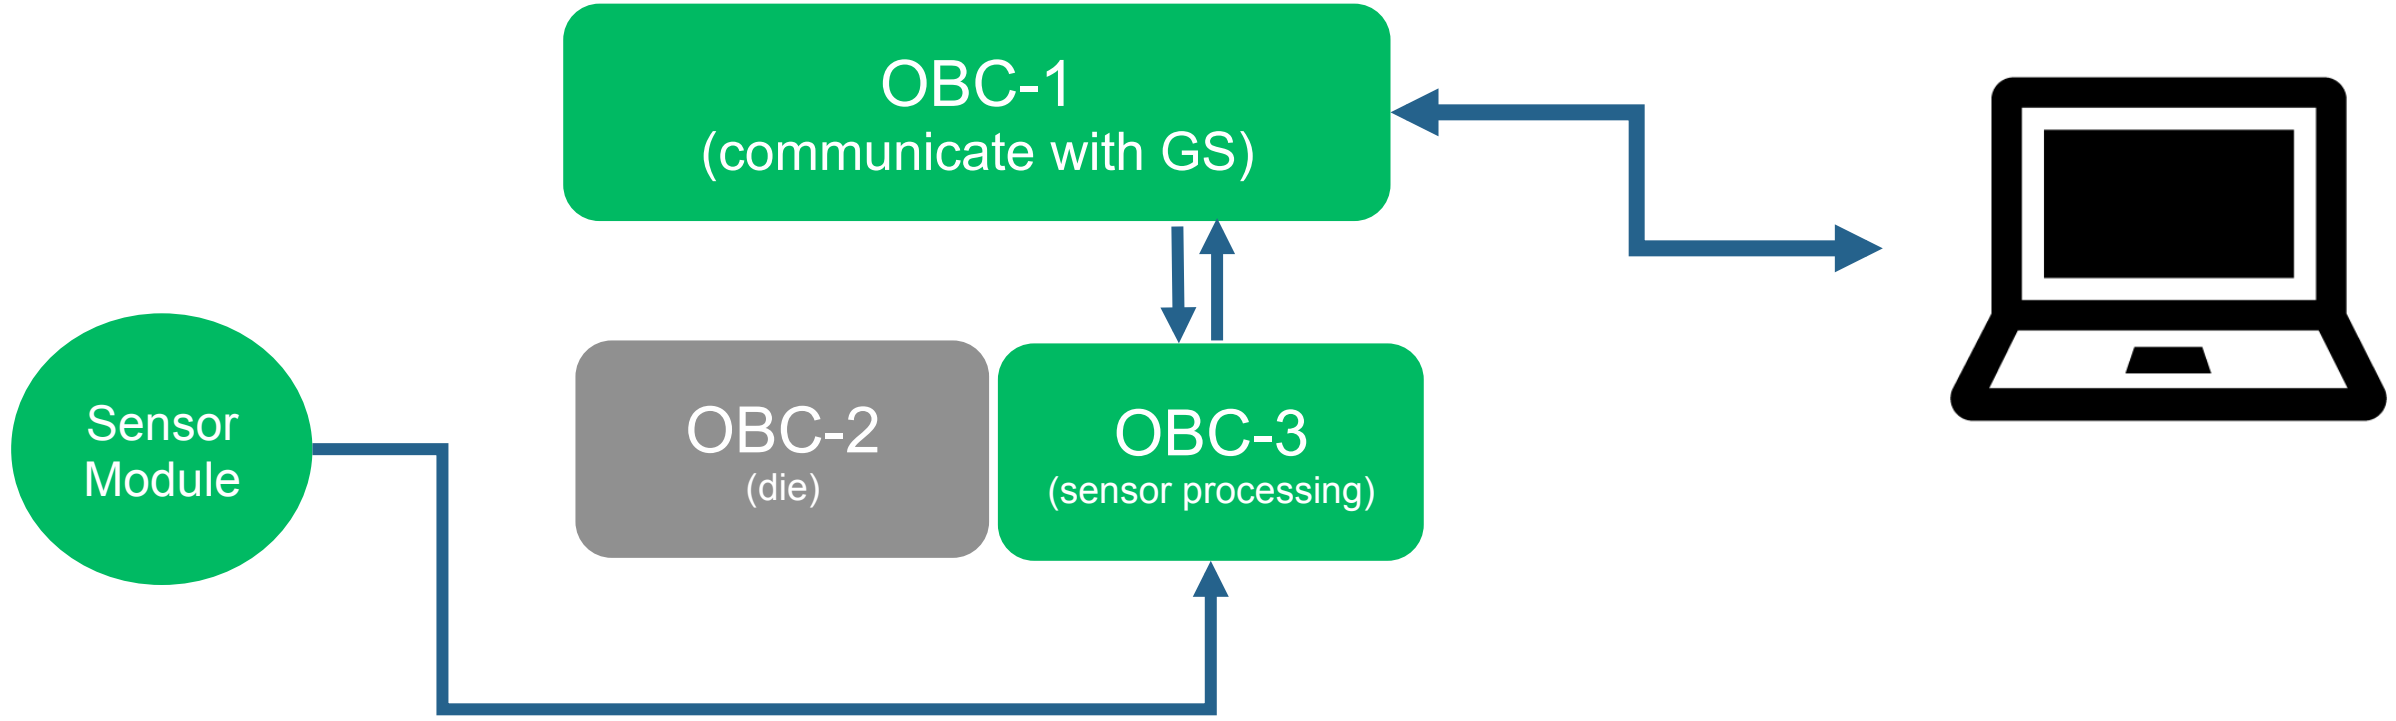 OBC-1
(communicate with GS)
Sensor
Module
OBC-2
(die)
OBC-3
(sensor processing)